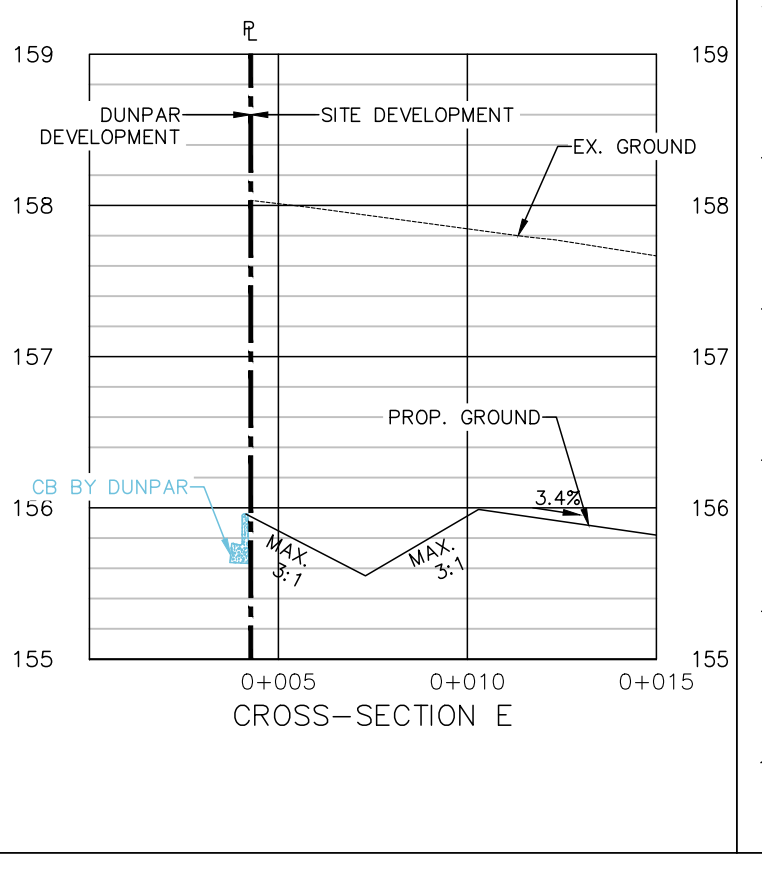 PL
159 159
DUNPAR SITE DEVELOPMENT
DEVELOPMENT
EX. GROUND
158 158
157 157
PROP. GROUND
CB BY DUNPAR
3.4%
156 156
MAX. MAX.
3:1 3:1
155 155
0+005 0+010 0+015
CROSS-SECTION E